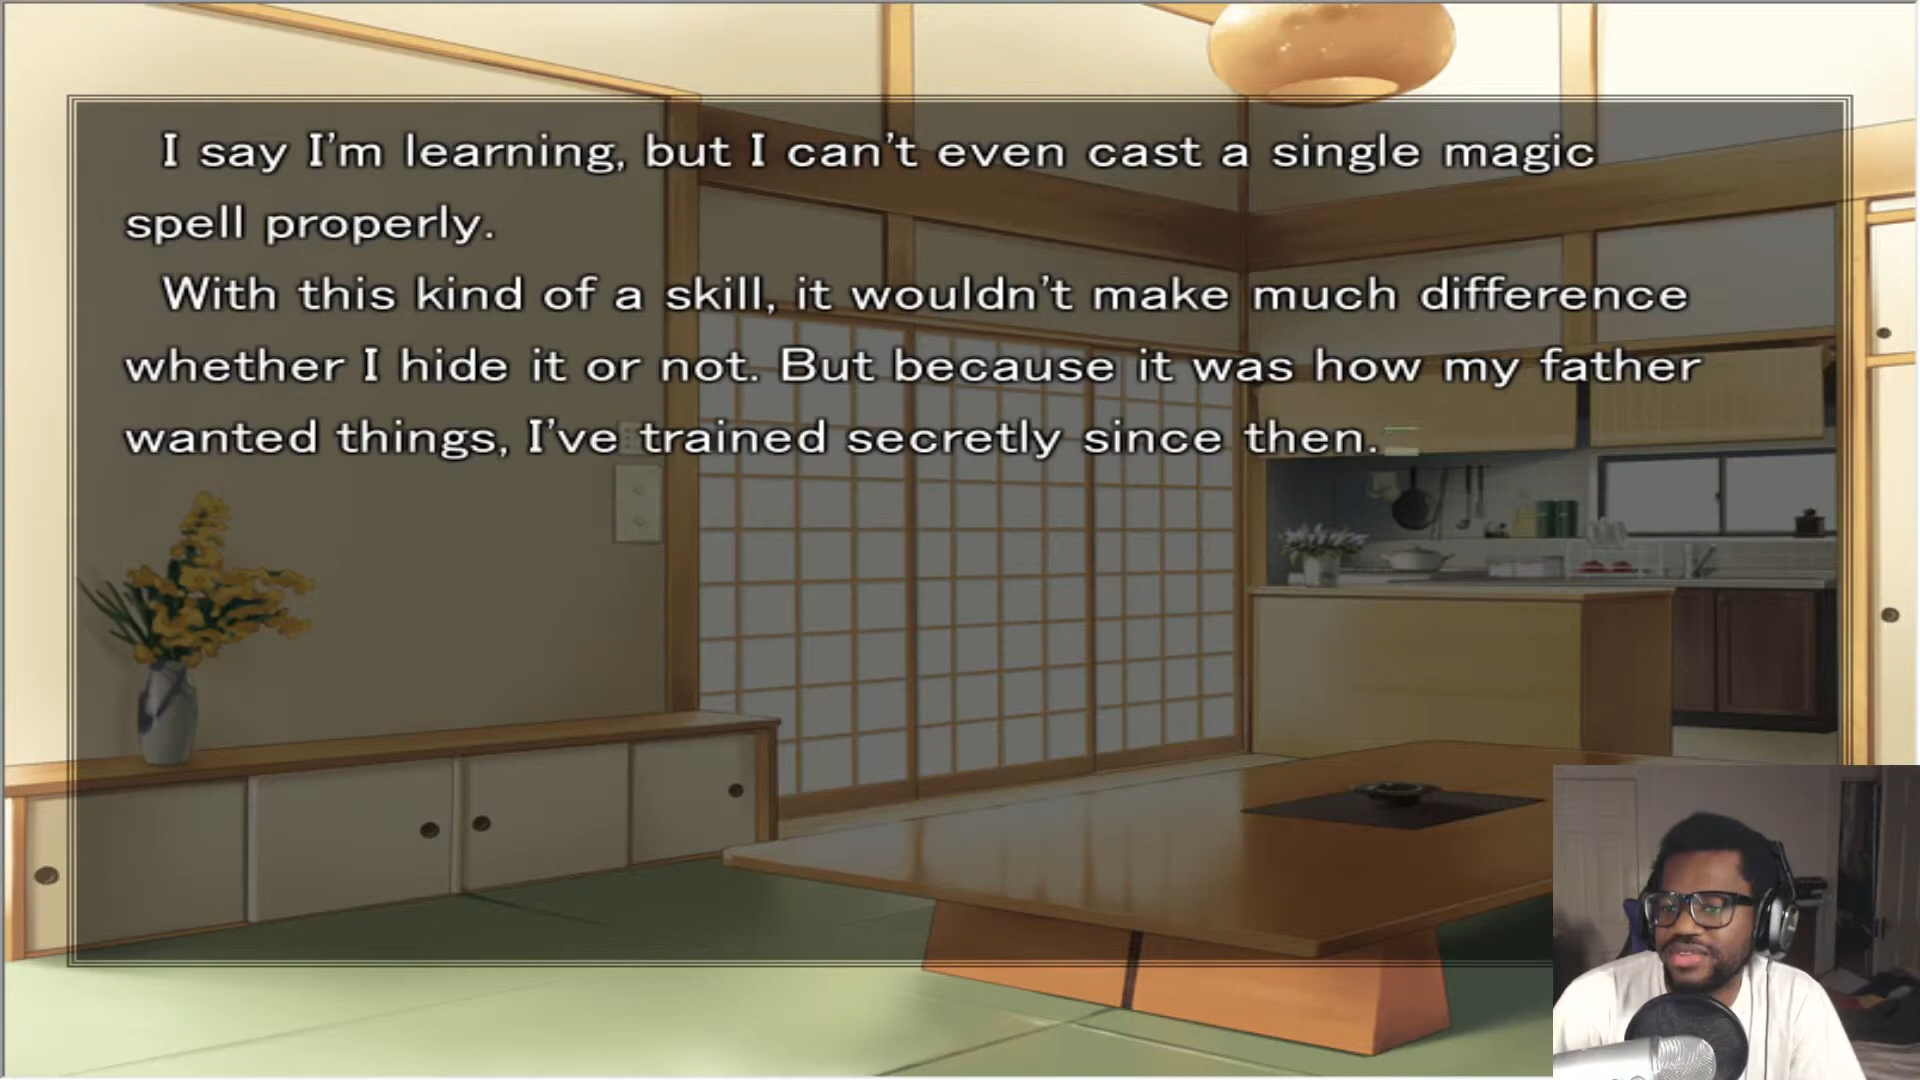 I say I'm learning, but I can't even cast a single magic
spell properly.
With this kind of a skill, it wouldn't make much difference
whether I hide it or not. But because it was how my father
wanted things, I've trained secretly since then.